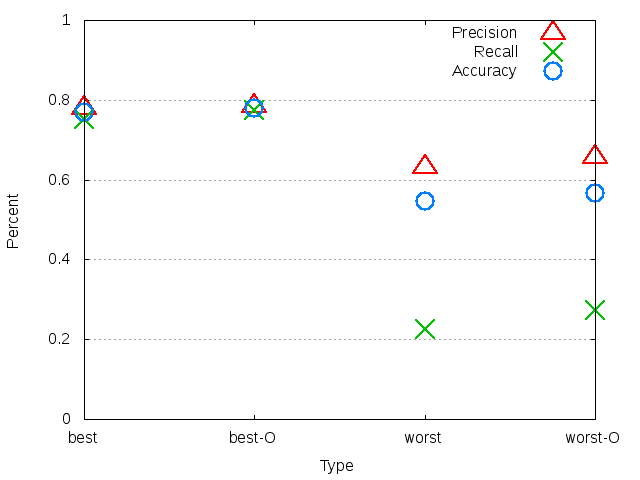 Percent
1
0.8
0.6
0.4
0.2
0
Precision
Recall
Accuracy
best
best-O
worst
worst-O
Type